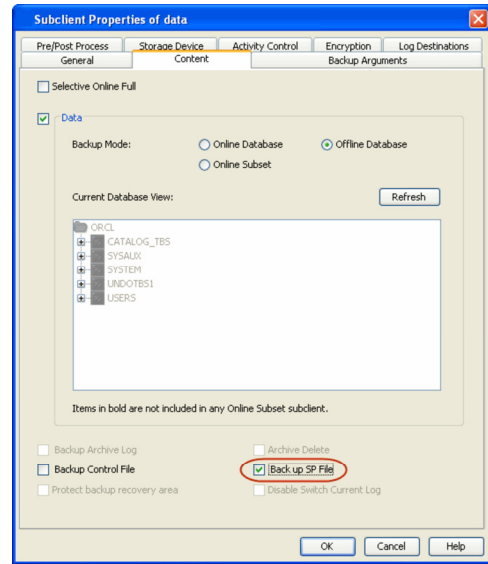 Subclient Properties of data
Pre/Post Process Storage Device Activity Control Encryption Log Destinations
General Content Backup Arguments
Selective Online Full
Data
Backup Mode: Online Database Offline Database
Online Subset
Current Database View: Refresh
ORCL
CATALOG_TBS
SYSAUX
SYSTEM
UNDOTBS1
USERS
Items in bold are not included in any Online Subset subclient.
Backup Archive Log Archive Delete
Backup Control File Back up SP File
Protect backup recovery area Disable Switch Current Log
OK Cancel Help